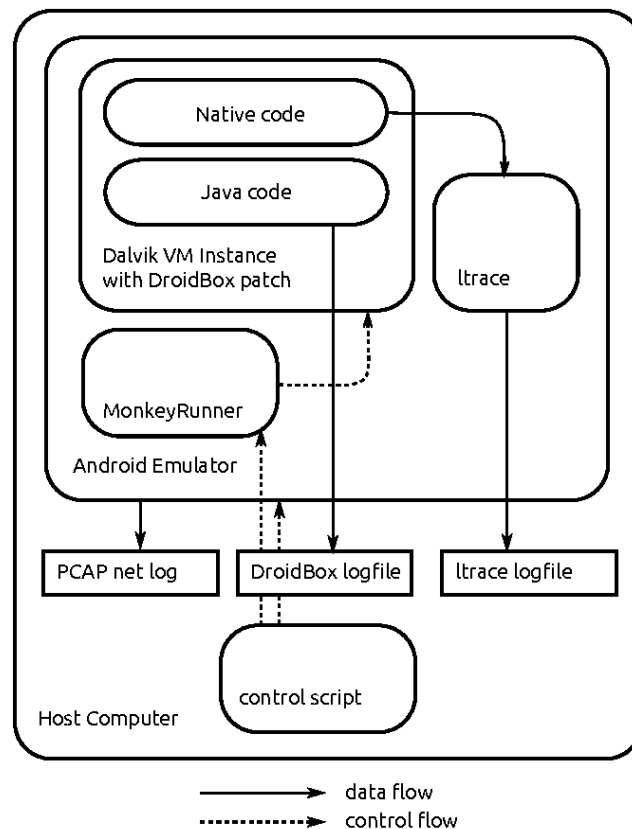 Native code
Java code
Dalvik VM Instance
with DroidBox patch
ltrace
MonkeyRunner
Android Emulator
PCAP net log
DroidBox logfile
ltrace logfile
control script
Host Computer
data flow
control flow